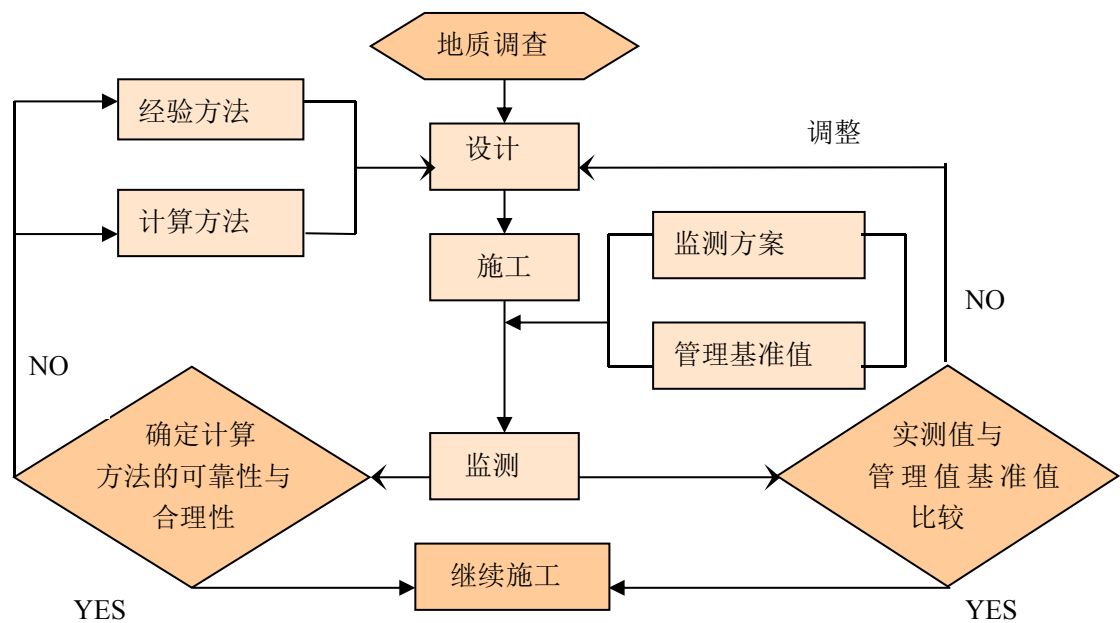 地质调查
经验方法
设计
调整
计算方法
监测方案
施工
NO
管理基准值
NO
确定计算
方法的可靠性与
合理性
监测
实测值与
管理值基准值
比较
继续施工
YES
YES